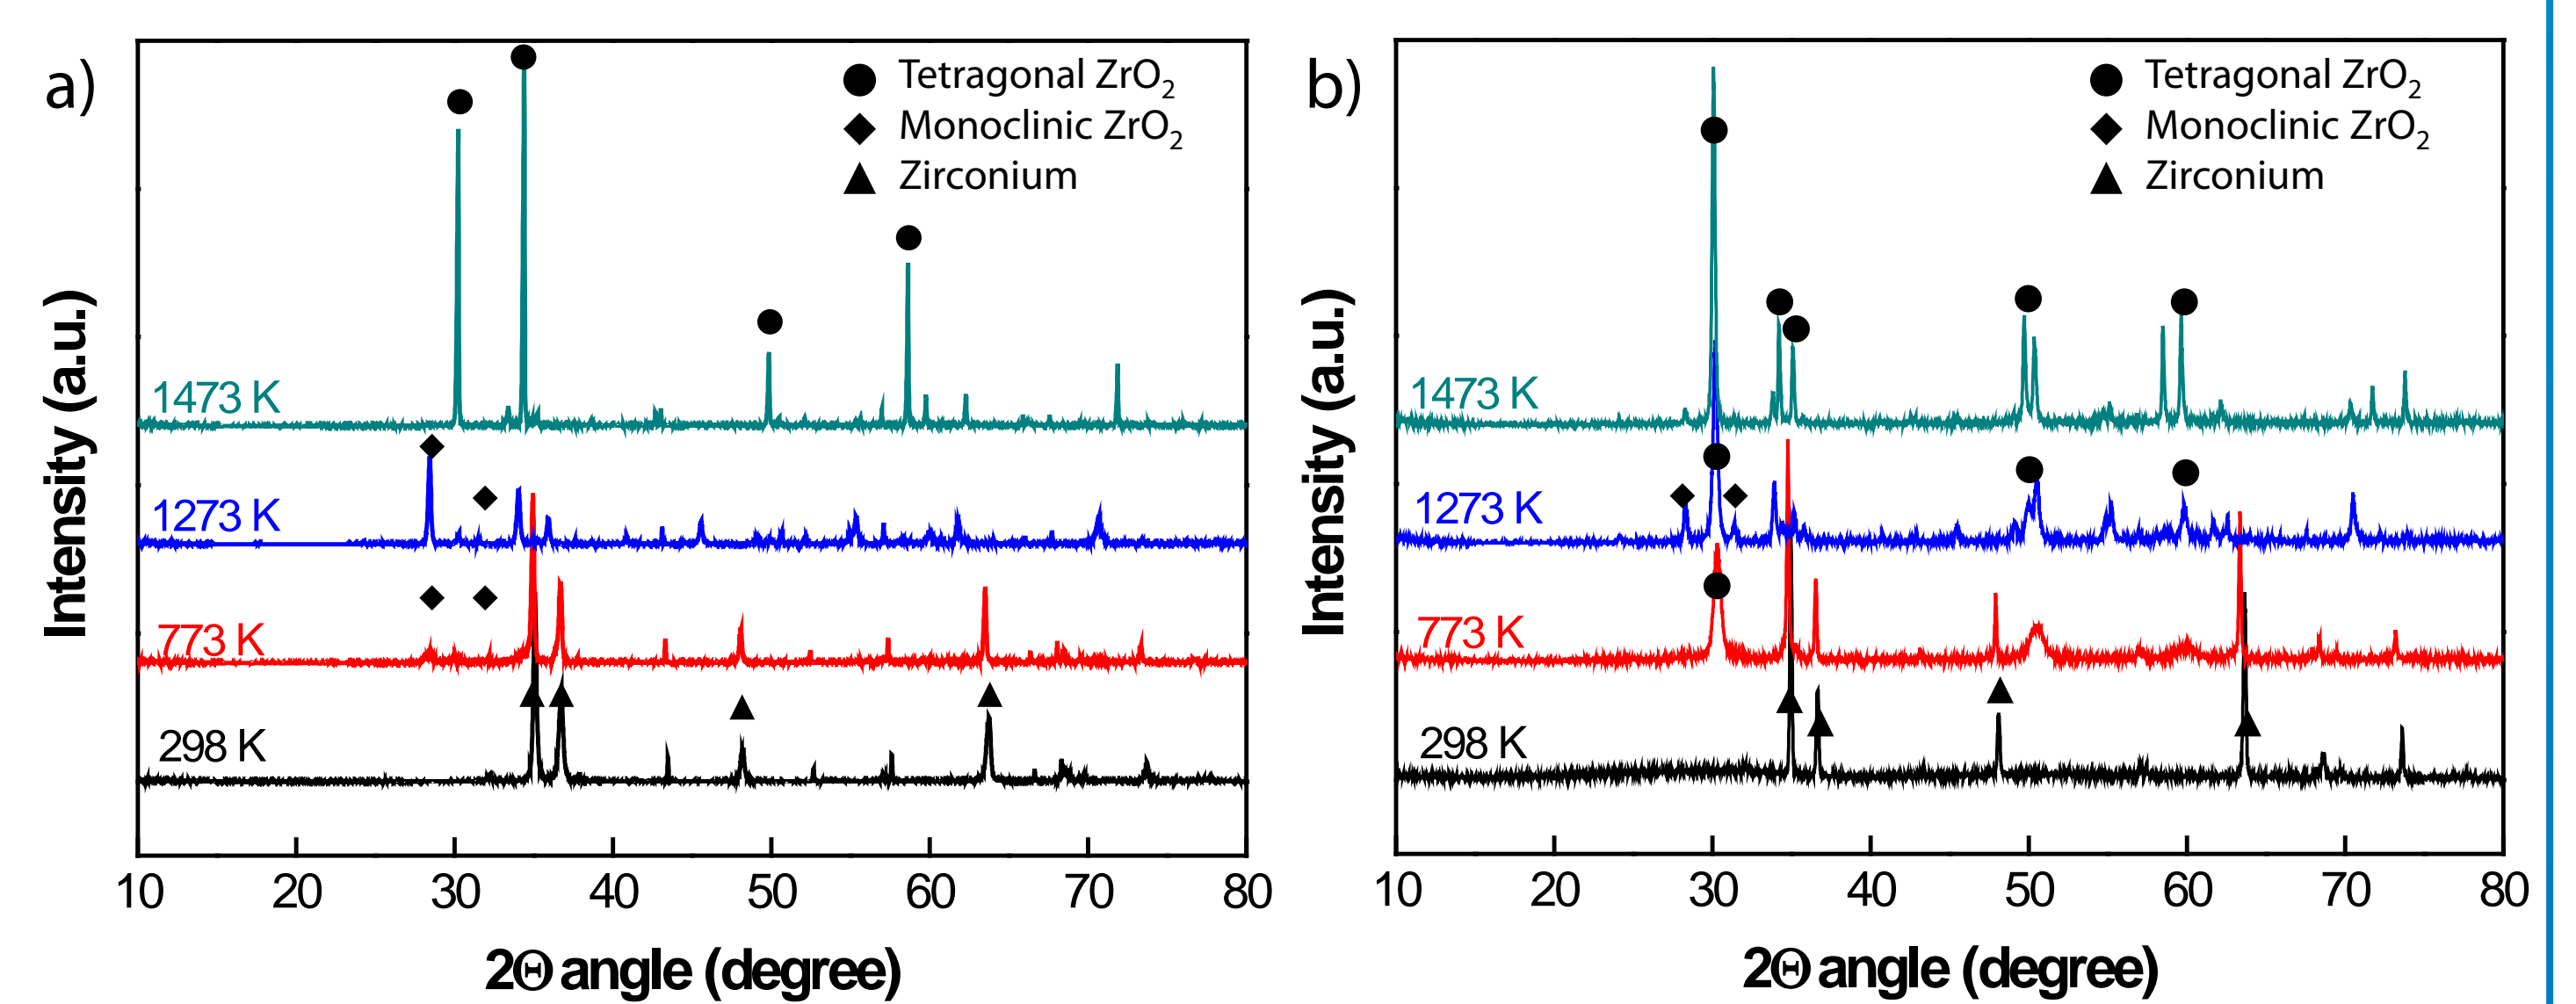 a)
Tetragonal ZrO₂
Monoclinic ZrO₂
Zirconium
1473 K
1273 K
773 K
298 K
Intensity (a.u.)
10 20 30 40 50 60 70 80
2Θ angle (degree)
b)
Tetragonal ZrO₂
Monoclinic ZrO₂
Zirconium
1473 K
1273 K
773 K
298 K
Intensity (a.u.)
10 20 30 40 50 60 70 80
2Θ angle (degree)